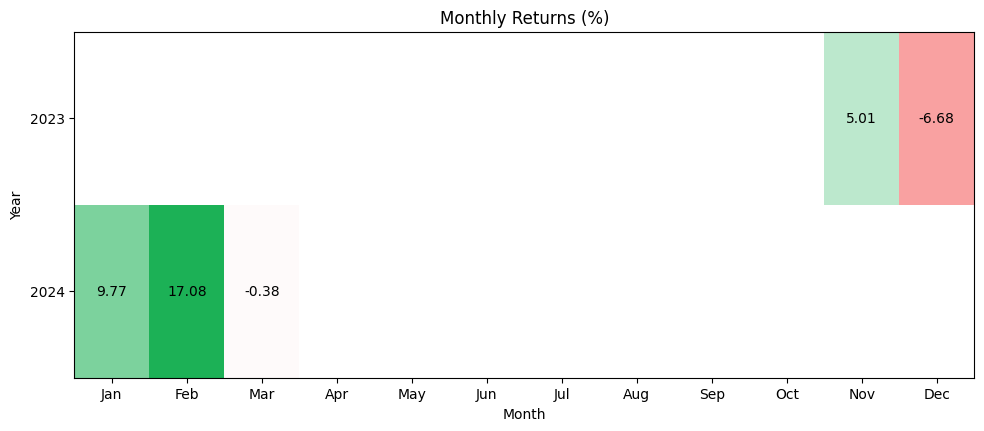 Monthly Returns (%)
2023
5.01 -6.68
Year
2024
9.77 17.08 -0.38
Jan Feb Mar Apr May Jun Jul Aug Sep Oct Nov Dec
Month